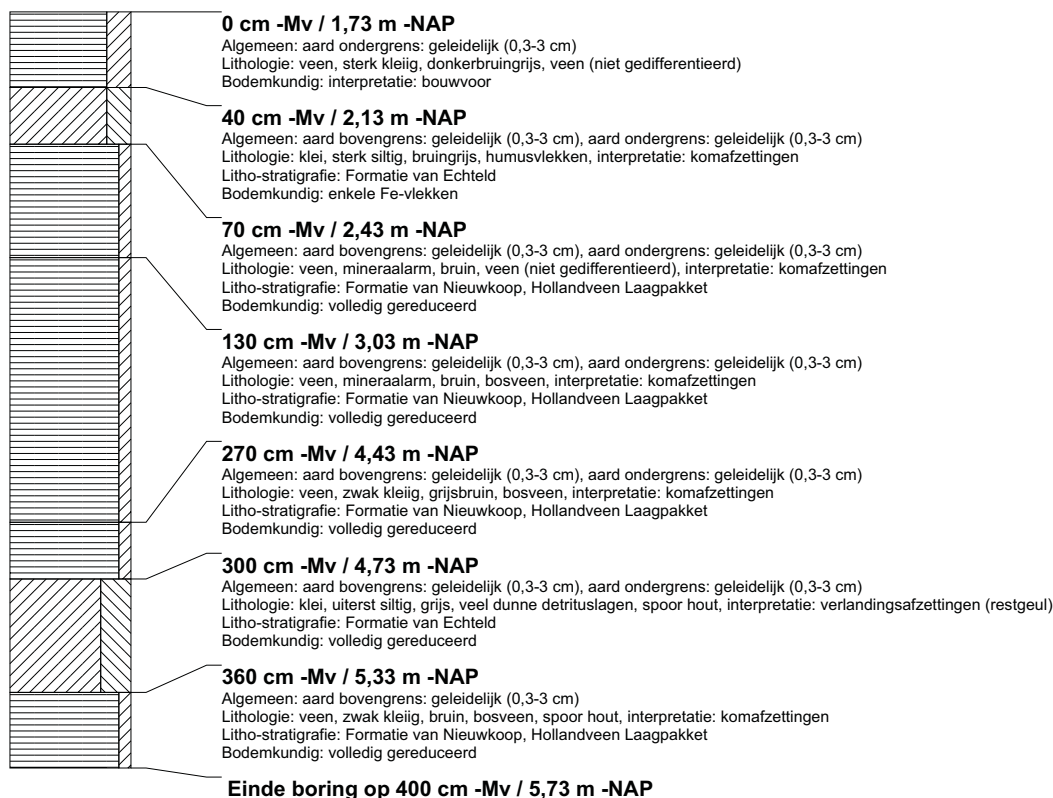 0 cm -Mv / 1,73 m -NAP
Algemeen: aard ondergrens: geleidelijk (0,3-3 cm)
Lithologie: veen, sterk kleiig, donkerbruingrijs, veen (niet gedifferentieerd)
Bodemkundig: interpretatie: bouwvoor
40 cm -Mv / 2,13 m -NAP
Algemeen: aard bovengrens: geleidelijk (0,3-3 cm), aard ondergrens: geleidelijk (0,3-3 cm)
Lithologie: klei, sterk siltig, bruingrijs, humusvlekken, interpretatie: komafzettingen
Litho-stratigrafie: Formatie van Echteld
Bodemkundig: enkele Fe-vlekken
70 cm -Mv / 2,43 m -NAP
Algemeen: aard bovengrens: geleidelijk (0,3-3 cm), aard ondergrens: geleidelijk (0,3-3 cm)
Lithologie: veen, mineraalarm, bruin, veen (niet gedifferentieerd), interpretatie: komafzettingen
Litho-stratigrafie: Formatie van Nieuwkoop, Hollandveen Laagpakket
Bodemkundig: volledig gereduceerd
130 cm -Mv / 3,03 m -NAP
Algemeen: aard bovengrens: geleidelijk (0,3-3 cm), aard ondergrens: geleidelijk (0,3-3 cm)
Lithologie: veen, mineraalarm, bruin, bosveen, interpretatie: komafzettingen
Litho-stratigrafie: Formatie van Nieuwkoop, Hollandveen Laagpakket
Bodemkundig: volledig gereduceerd
270 cm -Mv / 4,43 m -NAP
Algemeen: aard bovengrens: geleidelijk (0,3-3 cm), aard ondergrens: geleidelijk (0,3-3 cm)
Lithologie: veen, zwak kleiig, grijsbruin, bosveen, interpretatie: komafzettingen
Litho-stratigrafie: Formatie van Nieuwkoop, Hollandveen Laagpakket
Bodemkundig: volledig gereduceerd
300 cm -Mv / 4,73 m -NAP
Algemeen: aard bovengrens: geleidelijk (0,3-3 cm), aard ondergrens: geleidelijk (0,3-3 cm)
Lithologie: klei, uiterst siltig, grijs, veel dunne detrituslagen, spoor hout, interpretatie: verlandingsafzettingen (restgeul)
Litho-stratigrafie: Formatie van Echteld
Bodemkundig: volledig gereduceerd
360 cm -Mv / 5,33 m -NAP
Algemeen: aard bovengrens: geleidelijk (0,3-3 cm)
Lithologie: veen, zwak kleiig, bruin, bosveen, spoor hout, interpretatie: komafzettingen
Litho-stratigrafie: Formatie van Nieuwkoop, Hollandveen Laagpakket
Bodemkundig: volledig gereduceerd
Einde boring op 400 cm -Mv / 5,73 m -NAP